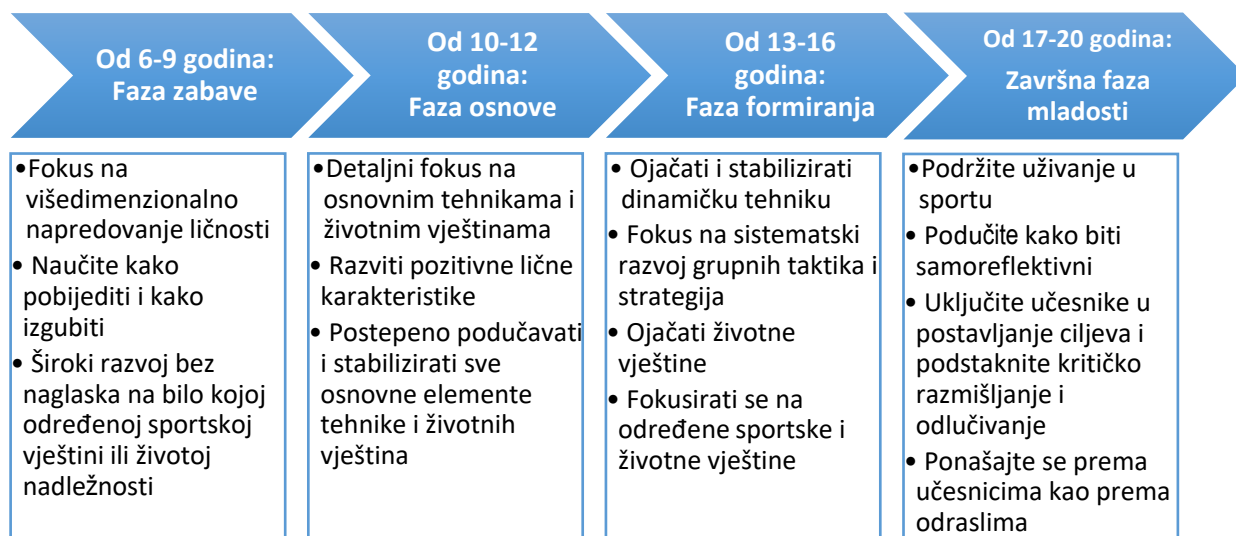 Od 6-9 godina:
Faza zabave
•Fokus na
višedimenzionalno
napredovanje ličnosti
• Naučite kako
pobijediti i kako
izgubiti
• Široki razvoj bez
naglaska na bilo kojoj
određenoj sportskoj
vještini ili životoj
nadležnosti
Od 10-12
godina:
Faza osnove
•Detaljni fokus na
osnovnim tehnikama i
životnim vještinama
• Razviti pozitivne lične
karakteristike
• Postepeno podučavati
i stabilizirati sve
osnovne elemente
tehnike i životnih
vještina
Od 13-16
godina:
Faza formiranja
• Ojačati i stabilizirati
dinamičku tehniku
• Fokus na sistematski
razvoj grupnih taktika i
strategija
• Ojačati životne
vještine
• Fokusirati se na
određene sportske i
životne vještine
Od 17-20 godina:
Završna faza
mladosti
•Podržite uživanje u
sportu
• Podučite kako biti
samoreflektivni
• Uključite učesnike u
postavljanje ciljeva i
podstaknite kritičko
razmišljanje i
odlučivanje
• Ponašajte se prema
učesnicima kao prema
odraslima